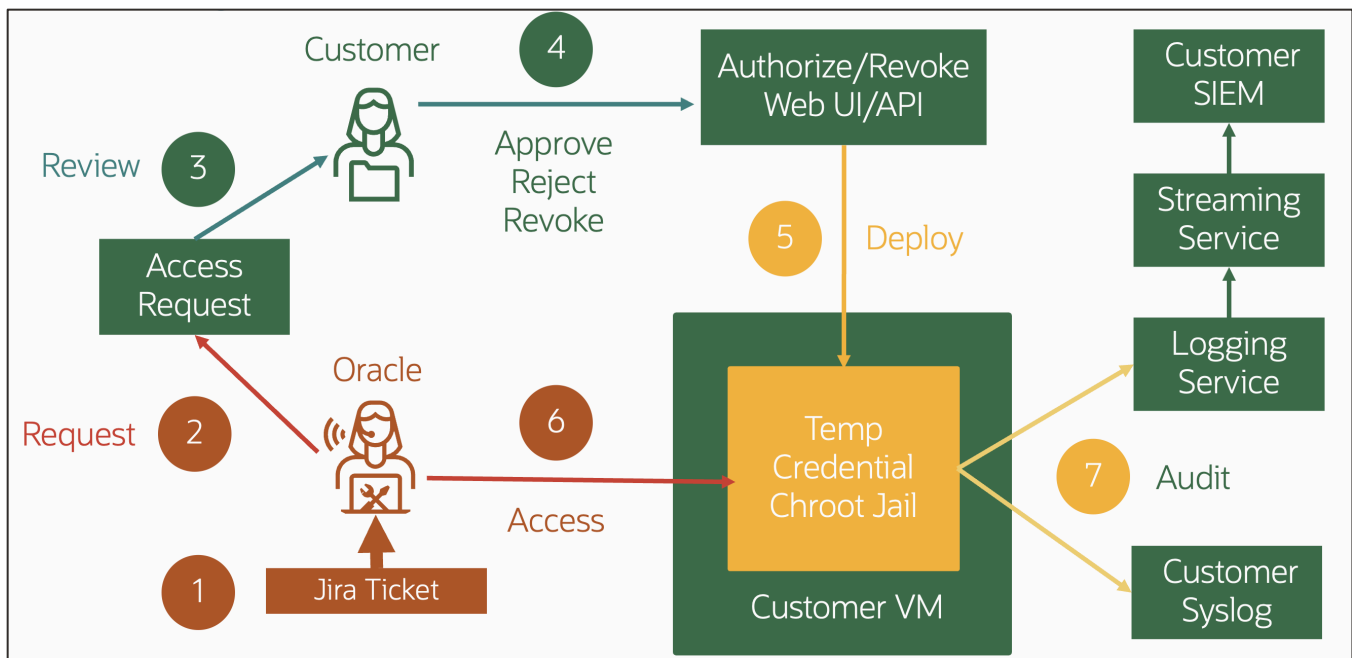 Customer
4
Authorize/Revoke
Web UI/API
Customer
SIEM
Review
3
Approve
Reject
Revoke
Streaming
Service
5
Deploy
Access
Request
Logging
Service
Oracle
Request
2
6
Access
Temp
Credential
Chroot Jail
7
Audit
1
Jira Ticket
Customer VM
Customer
Syslog